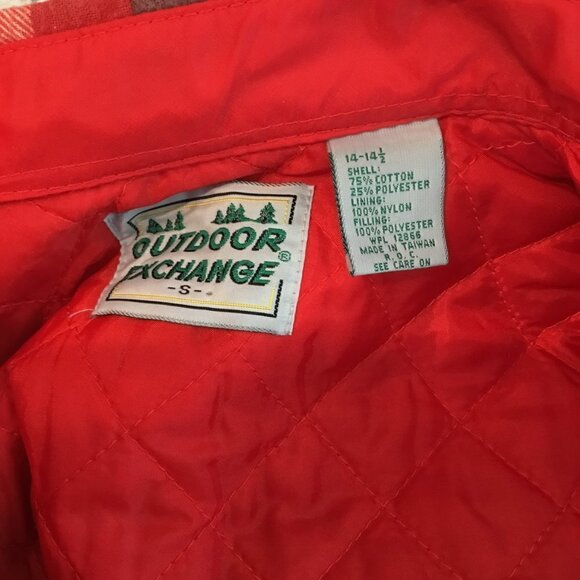 OUTDOOR
EXCHANGE®
-S-
14-14½
SHELL:
75% COTTON
25% POLYESTER
LINING:
100% NYLON
FILLING:
100% POLYESTER
WPL 12866
MADE IN TAIWAN
R.O.C.
SEE CARE ON